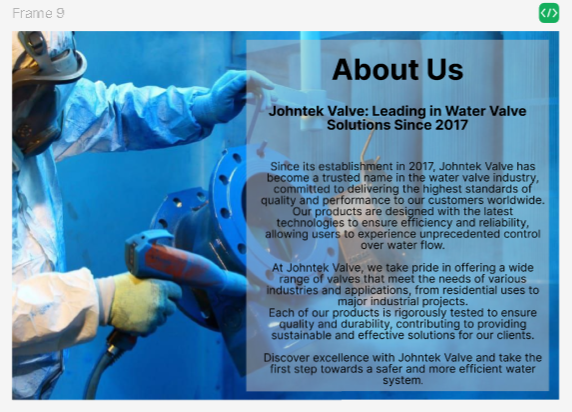 Frame 9
</>
About Us
Johntek Valve: Leading in Water Valve
Solutions Since 2017
Since its establishment in 2017, Johntek Valve has
become a trusted name in the water valve industry,
committed to delivering the highest standards of
quality and performance to our customers worldwide.
Our products are designed with the latest
technologies to ensure efficiency and reliability,
allowing users to experience unprecedented control
over water flow.
At Johntek Valve, we take pride in offering a wide
range of valves that meet the needs of various
industries and applications, from residential uses to
major industrial projects.
Each of our products is rigorously tested to ensure
quality and durability, contributing to providing
sustainable and effective solutions for our clients.
Discover excellence with Johntek Valve and take the
first step towards a safer and more efficient water
system.